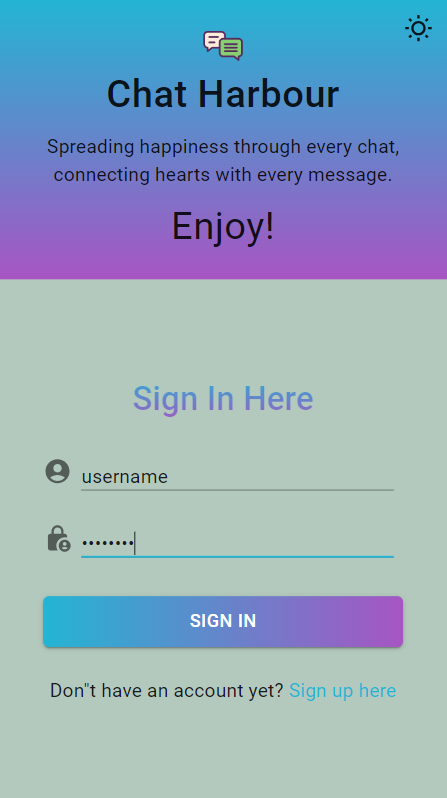 Chat Harbour
Spreading happiness through every chat,
connecting hearts with every message.
Enjoy!
Sign In Here
username
••••••••
SIGN IN
Don"t have an account yet? Sign up here